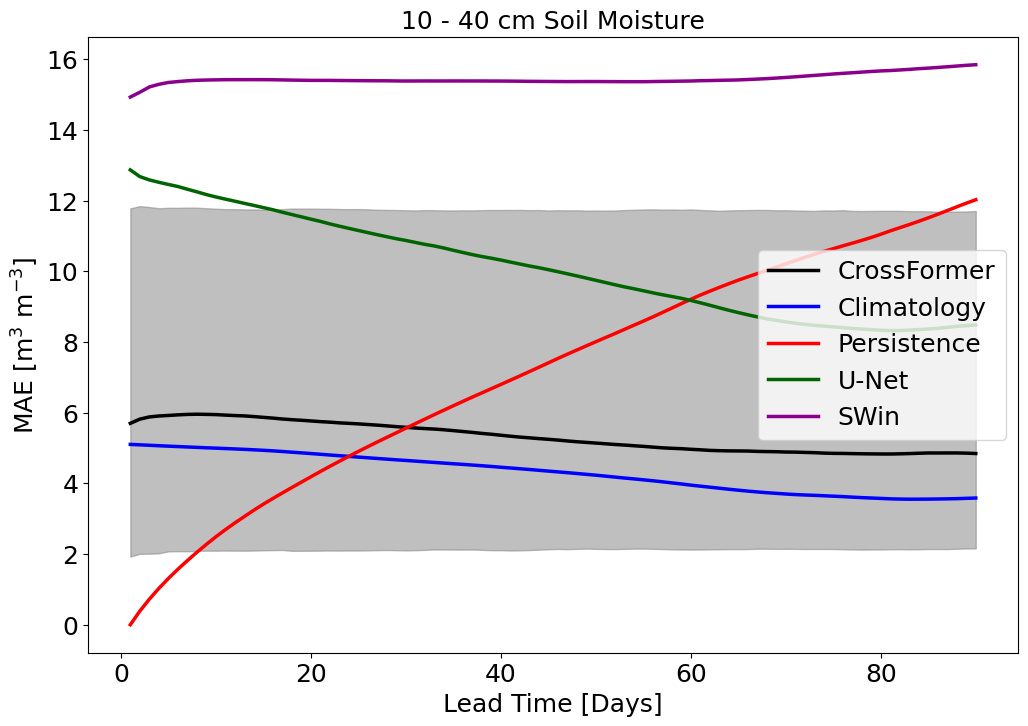 10 - 40 cm Soil Moisture
MAE [m³ m⁻³]
16
14
12
10
8
6
4
2
0
CrossFormer
Climatology
Persistence
U-Net
SWin
0 20 40 60 80
Lead Time [Days]